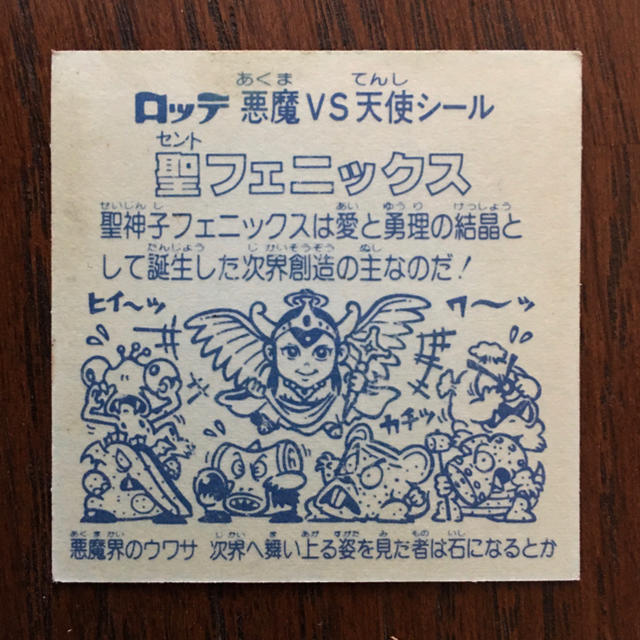 あくま てんし
ロッテ 悪魔VS天使シール
セント
聖フェニックス
せいじんし あい ゆうり けっしょう
聖神子フェニックスは愛と勇理の結晶と
たんじょう じかいそうぞう ぬし
して誕生した次界創造の主なのだ!
ヒイ〜ッ ワ〜ッ
カチッ!!
あくまかい じかい ま あが すがた み もの いし
悪魔界のウワサ 次界へ舞い上る姿を見た者は石になるとか